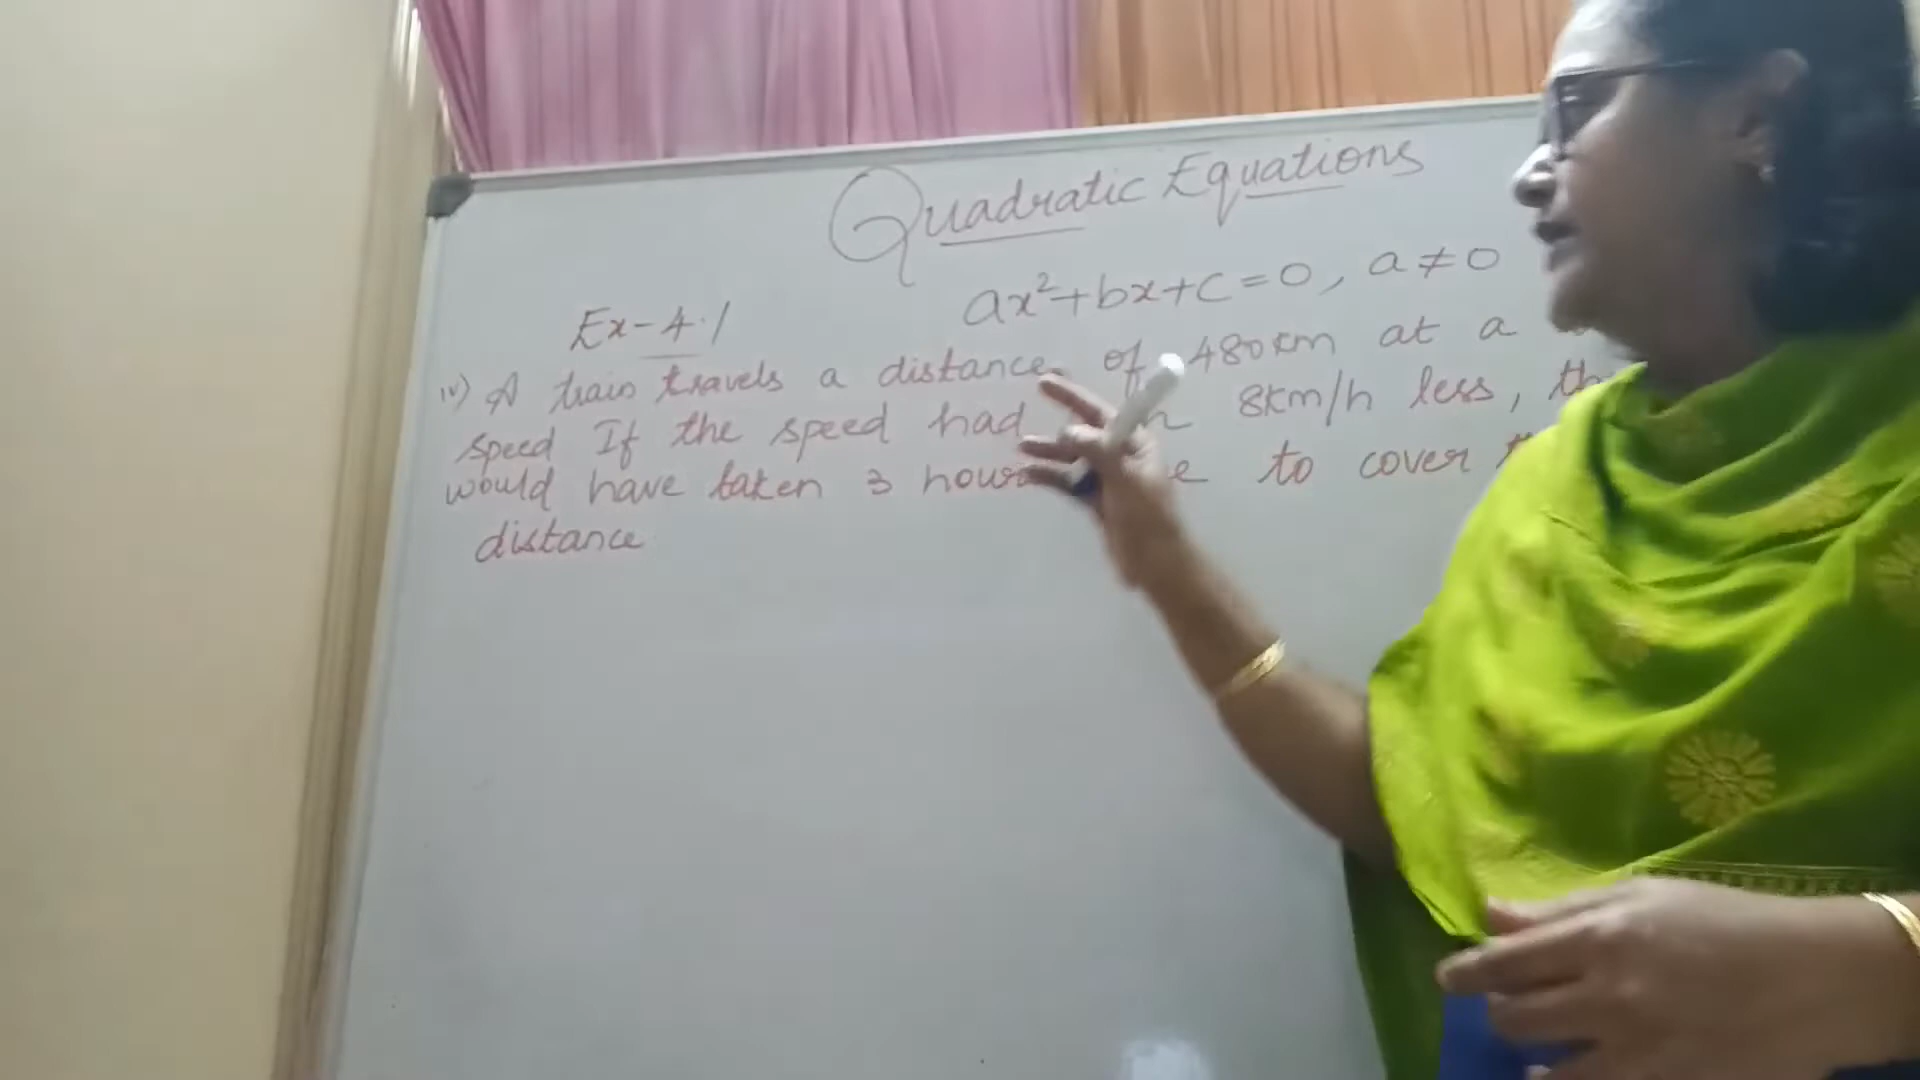 Quadratic Equations
ax²+bx+c=0, a≠0
Ex-4.1
iv) A train travels a distance of 480km at a
speed If the speed had 8km/h less,
would have taken 3 to cover
distance